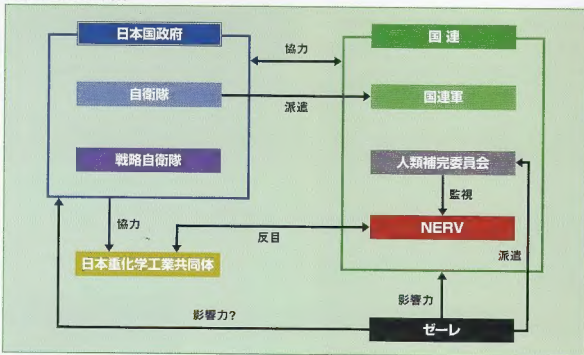 日本国政府
国連
協力
自衛隊
国連軍
派遣
戦略自衛隊
人類補完委員会
監視
NERV
協力
反目
派遣
日本重化学工業共同体
影響力
影響力?
ゼーレ